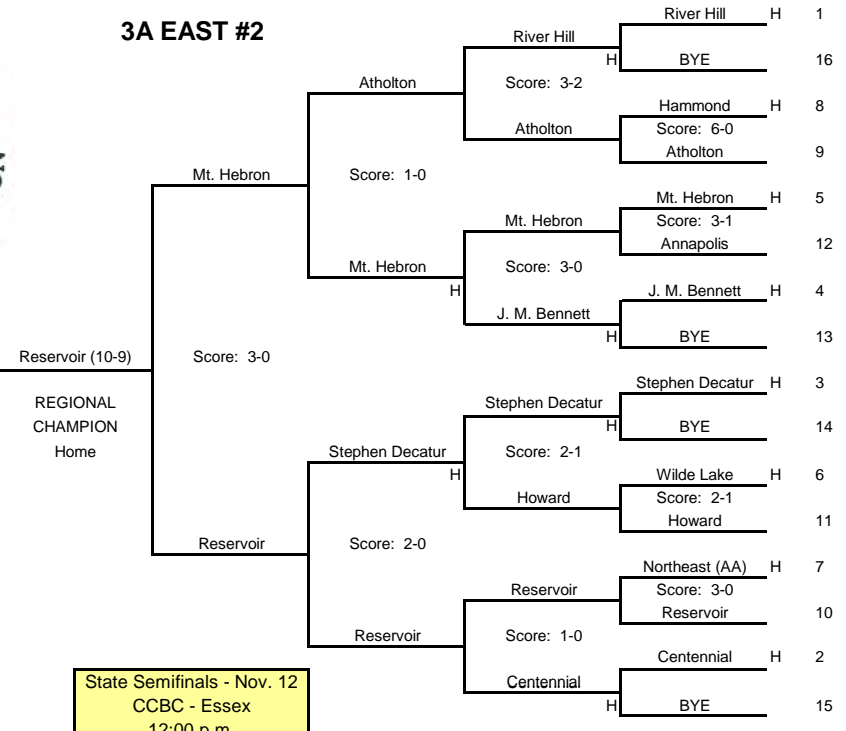 3A EAST #2
River Hill H 1
River Hill
H BYE 16
Atholton
Score: 3-2
Hammond H 8
Atholton
Score: 6-0
Atholton 9
Mt. Hebron
Score: 1-0
Mt. Hebron H 5
Mt. Hebron
Score: 3-1
Annapolis 12
Mt. Hebron
Score: 3-0
H
J. M. Bennett H 4
J. M. Bennett
H BYE 13
Reservoir (10-9)
Score: 3-0
REGIONAL
CHAMPION
Home
Stephen Decatur H 3
Stephen Decatur
H BYE 14
Stephen Decatur
Score: 2-1
H
Wilde Lake H 6
Howard
Score: 2-1
Howard 11
Reservoir
Score: 2-0
Northeast (AA) H 7
Reservoir
Score: 3-0
Reservoir 10
Reservoir
Score: 1-0
Centennial H 2
Centennial
H BYE 15
State Semifinals - Nov. 12
CCBC - Essex
12:00 p.m.